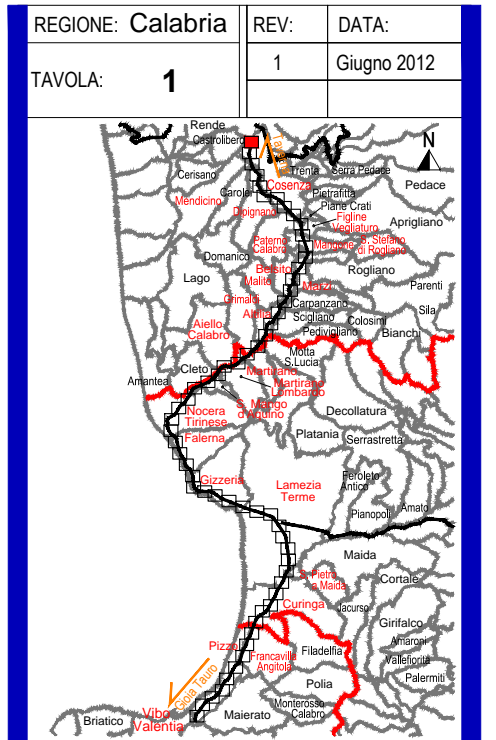 REGIONE: Calabria
REV:
DATA:
TAVOLA: 1
1
Giugno 2012
Rende
Castrolibero
N
Trenta
Serra Pedace
Cerisano
Cosenza
Pedace
Carolei
Pietrafitta
Mendicino
Piane Crati
Dipignano
Figline
Vegliaturo
Aprigliano
Paterno
Calabro
Mangone
S. Stefano
di Rogliano
Domanico
Belsito
Rogliano
Lago
Malito
Marzi
Parenti
Grimaldi
Carpanzano
Sila
Altilia
Scigliano
Colosimi
Aiello
Calabro
Pedivigliano
Bianchi
Motta
S.Lucia
Cleto
Martirano
Amantea
Martirano
Lombardo
S. Mango
d'Aquino
Nocera
Tirinese
Decollatura
Falerna
Platania
Serrastretta
Gizzeria
Lamezia
Terme
Feroleto
Antico
Pianopoli
Amato
Maida
S. Pietro
a Maida
Cortale
Curinga
Jacurso
Girifalco
Pizzo
Amaroni
Francavilla
Angitola
Filadelfia
Vallefiorita
Gioia Tauro
Polia
Palermiti
Monterosso
Calabro
Vibo
Valentia
Briatico
Maierato